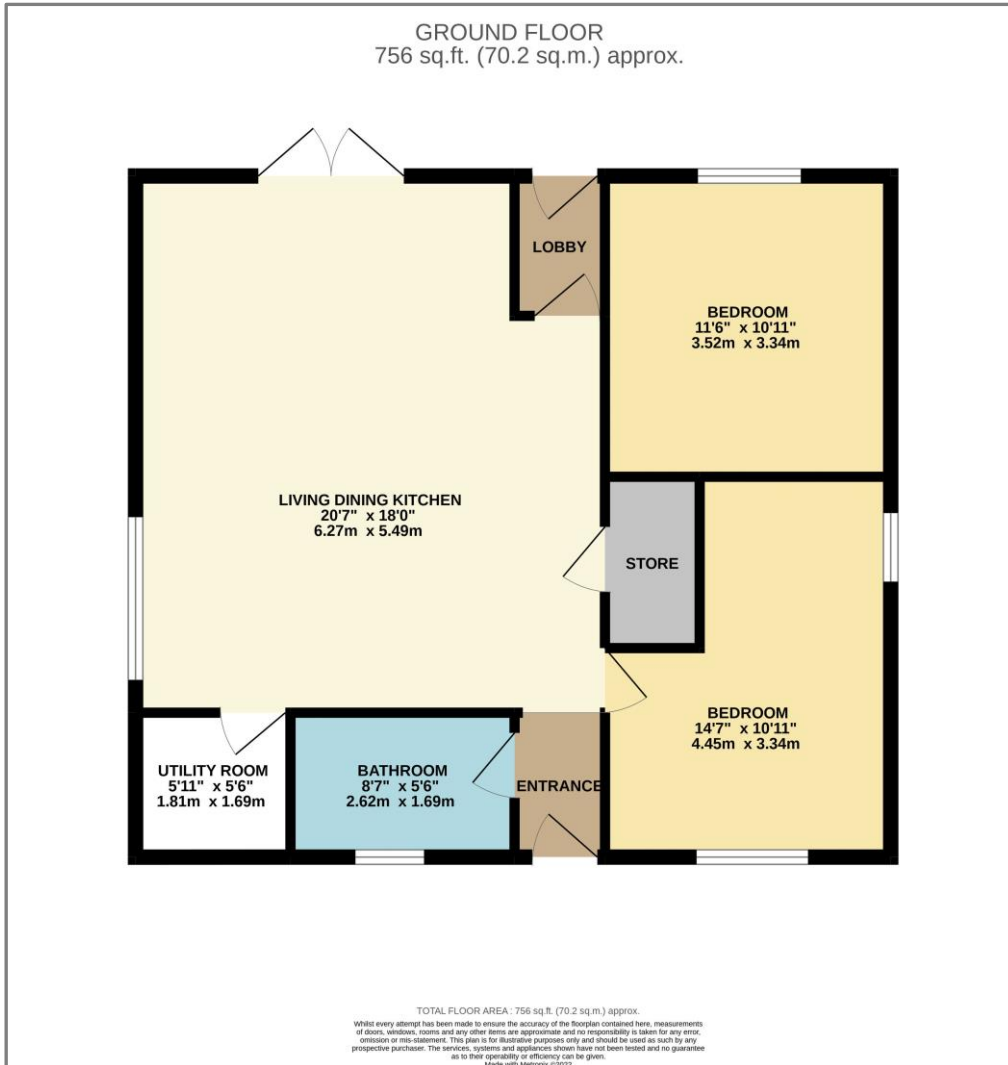 GROUND FLOOR
756 sq.ft. (70.2 sq.m.) approx.
LOBBY
BEDROOM
11'6" x 10'11"
3.52m x 3.34m
LIVING DINING KITCHEN
20'7" x 18'0"
6.27m x 5.49m
STORE
BEDROOM
14'7" x 10'11"
4.45m x 3.34m
UTILITY ROOM
5'11" x 5'6"
1.81m x 1.69m
BATHROOM
8'7" x 5'6"
2.62m x 1.69m
ENTRANCE
TOTAL FLOOR AREA : 756 sq.ft. (70.2 sq.m.) approx.
Whilst every attempt has been made to ensure the accuracy of the floorplan contained here, measurements
of doors, windows, rooms and any other items are approximate and no responsibility is taken for any error,
omission or mis-statement. This plan is for illustrative purposes only and should be used as such by any
prospective purchaser. The services, systems and appliances shown have not been tested and no guarantee
as to their operability or efficiency can be given.
Made with Metropix ©2022